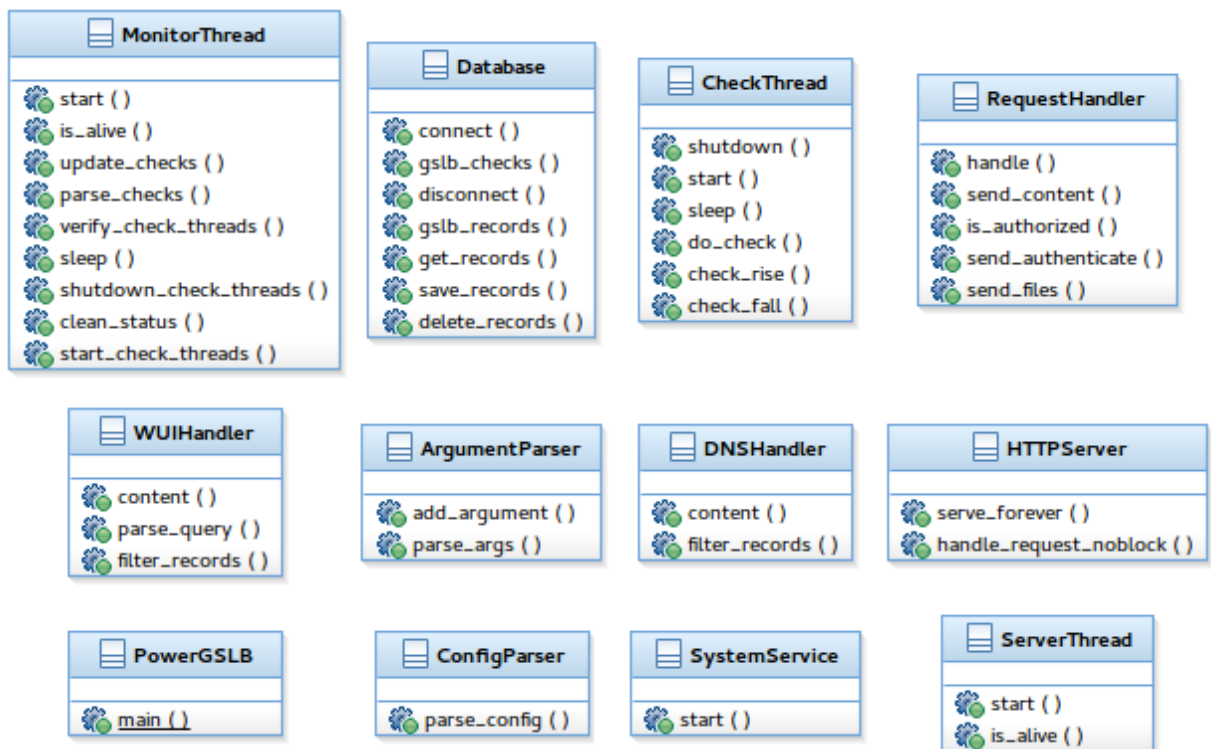 MonitorThread
start ( )
is_alive ( )
update_checks ( )
parse_checks ( )
verify_check_threads ( )
sleep ( )
shutdown_check_threads ( )
clean_status ( )
start_check_threads ( )
Database
connect ( )
gslb_checks ( )
disconnect ( )
gslb_records ( )
get_records ( )
save_records ( )
delete_records ( )
CheckThread
shutdown ( )
start ( )
sleep ( )
do_check ( )
check_rise ( )
check_fall ( )
RequestHandler
handle ( )
send_content ( )
is_authorized ( )
send_authenticate ( )
send_files ( )
WUIHandler
content ( )
parse_query ( )
filter_records ( )
ArgumentParser
add_argument ( )
parse_args ( )
DNSHandler
content ( )
filter_records ( )
HTTPServer
serve_forever ( )
handle_request_noblock ( )
PowerGSLB
main ( )
ConfigParser
parse_config ( )
SystemService
start ( )
ServerThread
start ( )
is_alive ( )